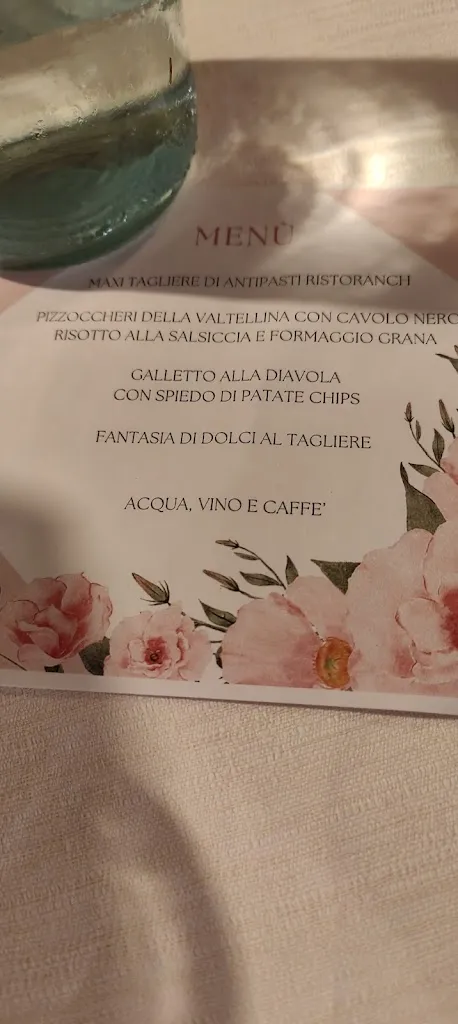 MENÙ
MAXI TAGLIERE DI ANTIPASTI RISTORANCH
PIZZOCCHERI DELLA VALTELLINA CON CAVOLO NERO
RISOTTO ALLA SALSICCIA E FORMAGGIO GRANA
GALLETTO ALLA DIAVOLA
CON SPIEDO DI PATATE CHIPS
FANTASIA DI DOLCI AL TAGLIERE
ACQUA, VINO E CAFFE'